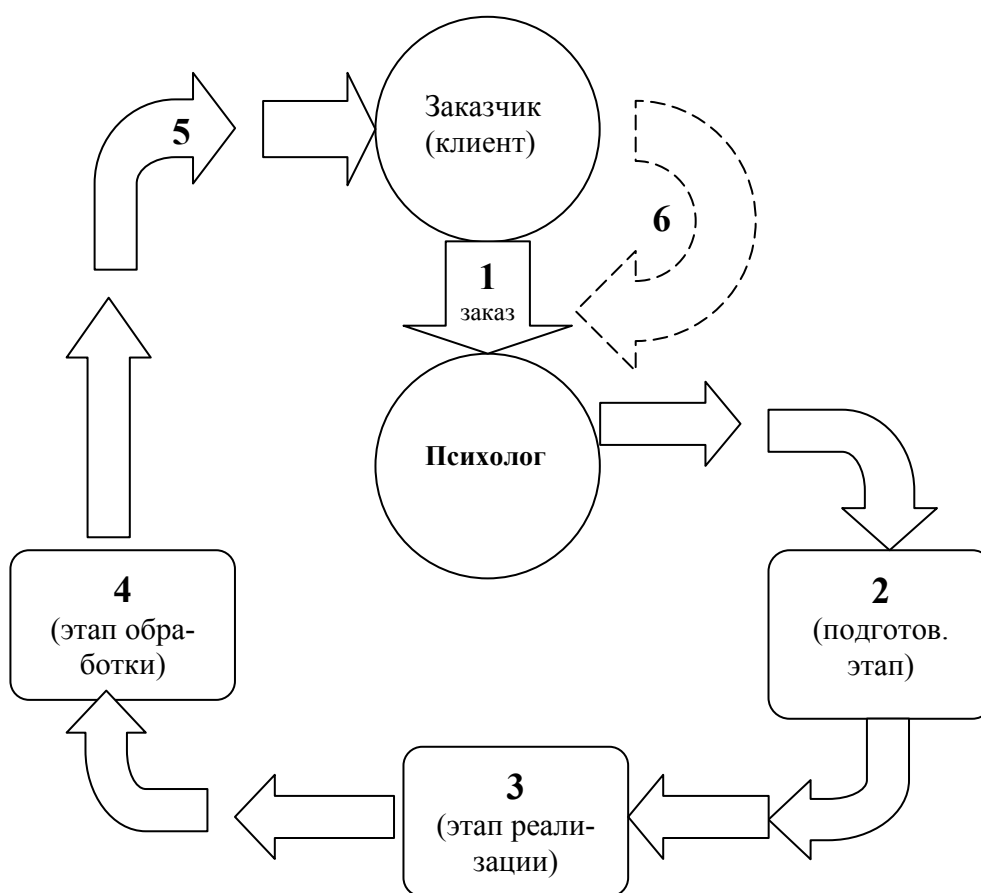 Заказчик
(клиент)
5
6
1
заказ
Психолог
2
(подготов.
этап)
4
(этап обра-
ботки)
3
(этап реали-
зации)